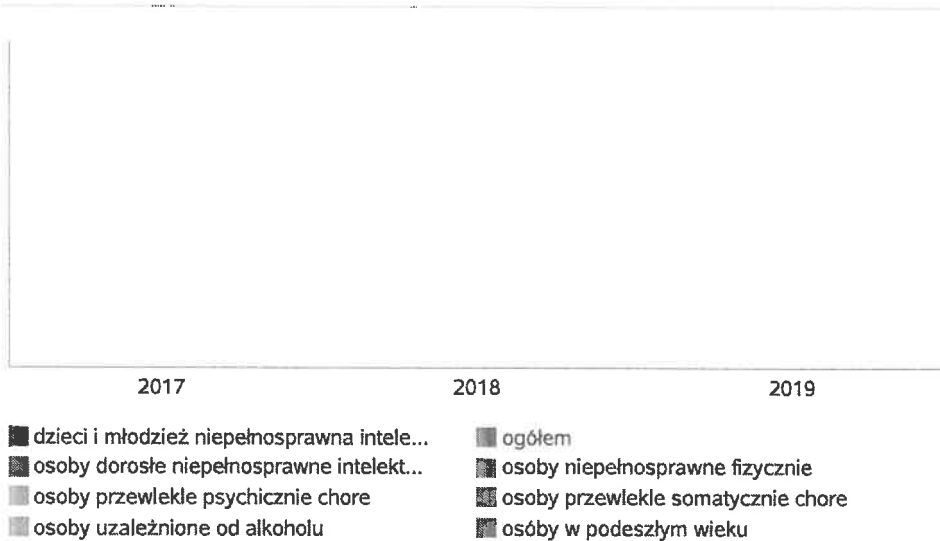 2017 2018 2019
dzieci i młodzież niepełnosprawna intele...
osoby dorosłe niepełnosprawne intelekt...
osoby przewlekle psychicznie chore
osoby uzależnione od alkoholu
ogółem
osoby niepełnosprawne fizycznie
osoby przewlekle somatycznie chore
osóby w podeszłym wieku